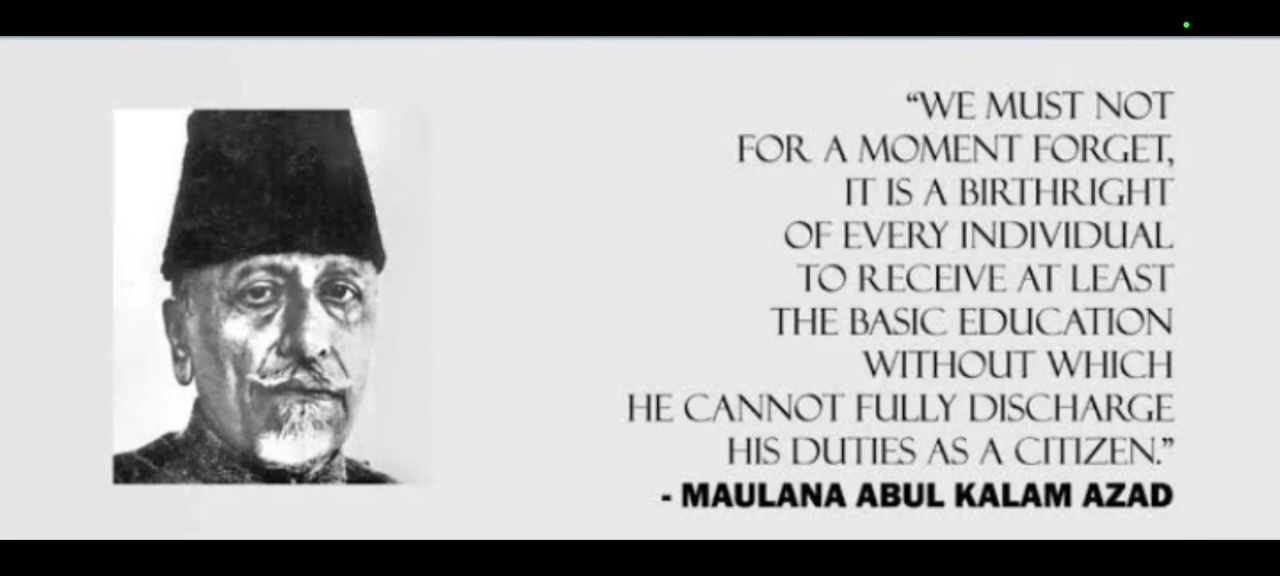 “WE MUST NOT
FOR A MOMENT FORGET,
IT IS A BIRTHRIGHT
OF EVERY INDIVIDUAL
TO RECEIVE AT LEAST
THE BASIC EDUCATION
WITHOUT WHICH
HE CANNOT FULLY DISCHARGE
HIS DUTIES AS A CITIZEN.”
- MAULANA ABUL KALAM AZAD